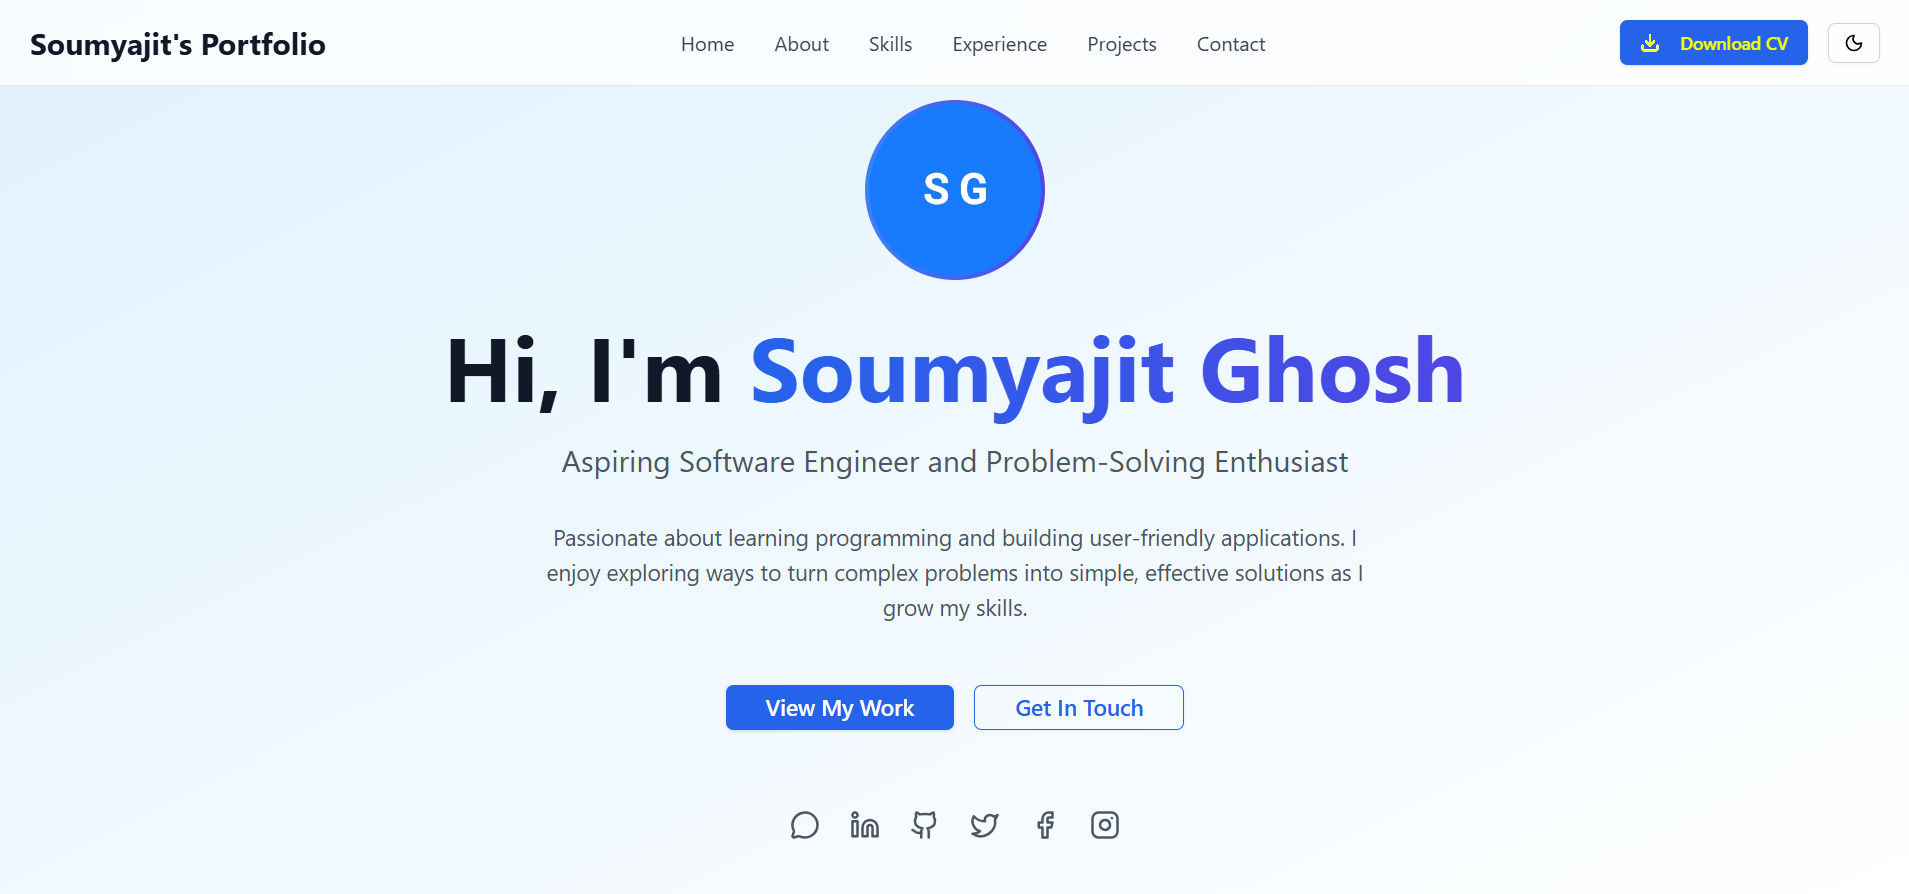 Soumyajit's Portfolio
Home About Skills Experience Projects Contact
Download CV
S G
Hi, I'm Soumyajit Ghosh
Aspiring Software Engineer and Problem-Solving Enthusiast
Passionate about learning programming and building user-friendly applications. I
enjoy exploring ways to turn complex problems into simple, effective solutions as I
grow my skills.
View My Work
Get In Touch